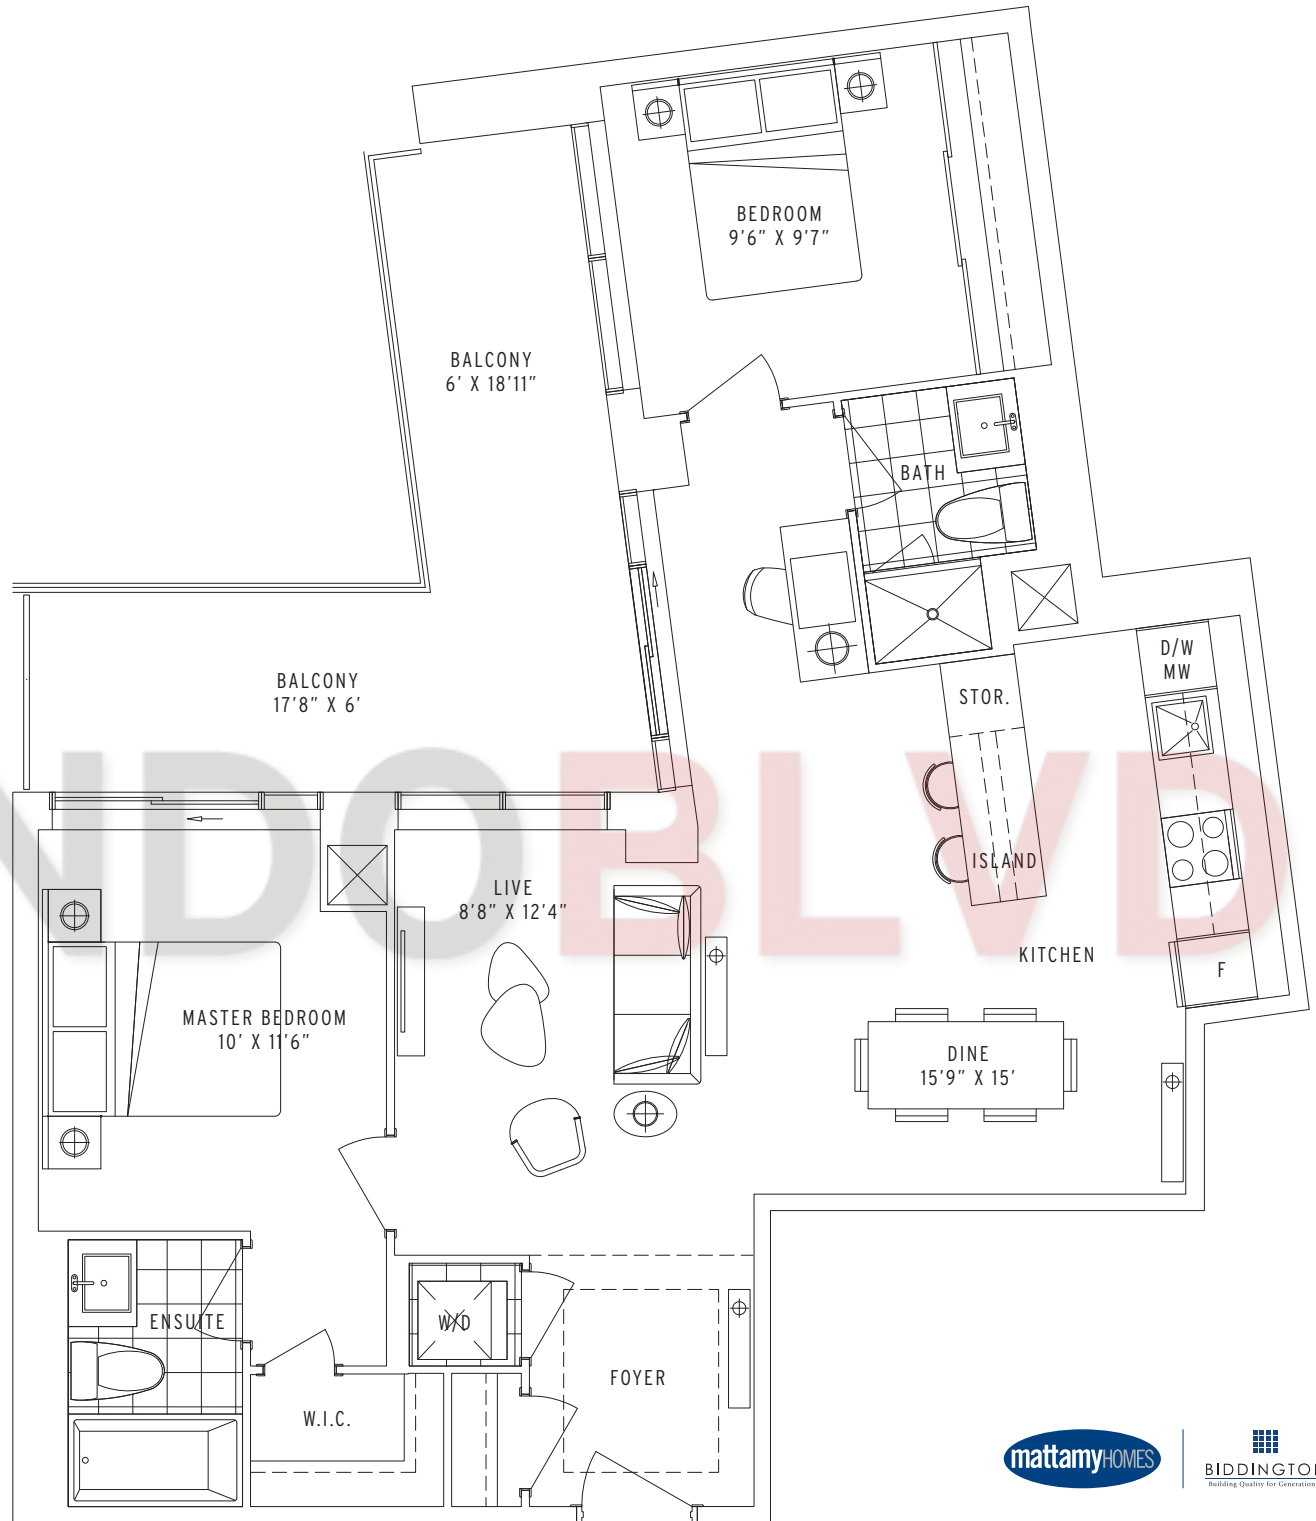 BEDROOM
9'6" X 9'7"
BALCONY
6' X 18'11"
BATH
D/W
MW
BALCONY
17'8" X 6'
STOR.
NDOBLVD
ISLAND
LIVE
8'8" X 12'4"
KITCHEN
F
MASTER BEDROOM
10' X 11'6"
DINE
15'9" X 15'
ENSUITE
W/D
FOYER
W.I.C.
mattamyHOMES
BIDDINGTO
Building Quality for Generation